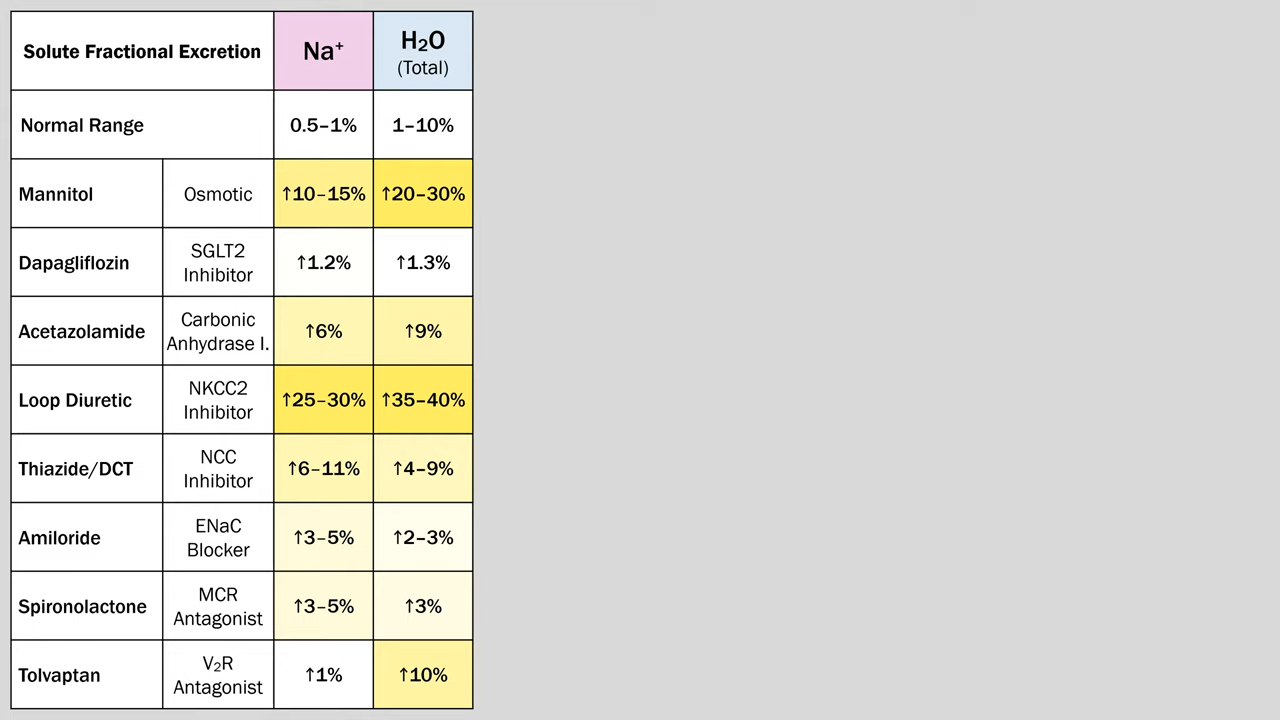 Solute Fractional Excretion
Na⁺
H₂O
(Total)
Normal Range
0.5–1%
1–10%
Mannitol
Osmotic
↑10–15%
↑20–30%
Dapagliflozin
SGLT2
Inhibitor
↑1.2%
↑1.3%
Acetazolamide
Carbonic
Anhydrase I.
↑6%
↑9%
Loop Diuretic
NKCC2
Inhibitor
↑25–30%
↑35–40%
Thiazide/DCT
NCC
Inhibitor
↑6–11%
↑4–9%
Amiloride
ENaC
Blocker
↑3–5%
↑2–3%
Spironolactone
MCR
Antagonist
↑3–5%
↑3%
Tolvaptan
V₂R
Antagonist
↑1%
↑10%